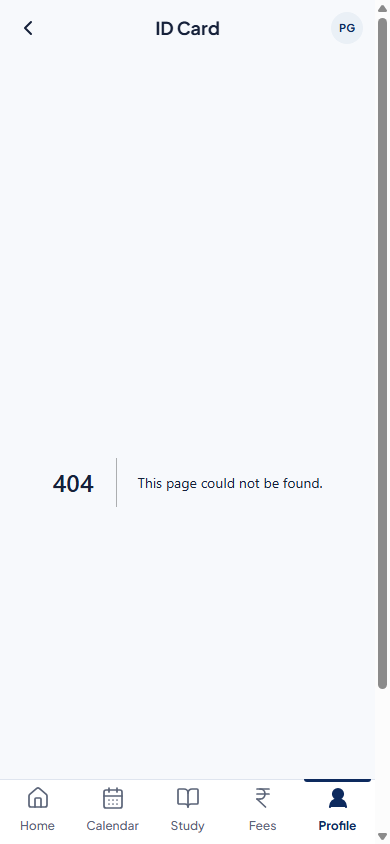 ID Card
PG
404
This page could not be found.
Home
Calendar
Study
Fees
Profile